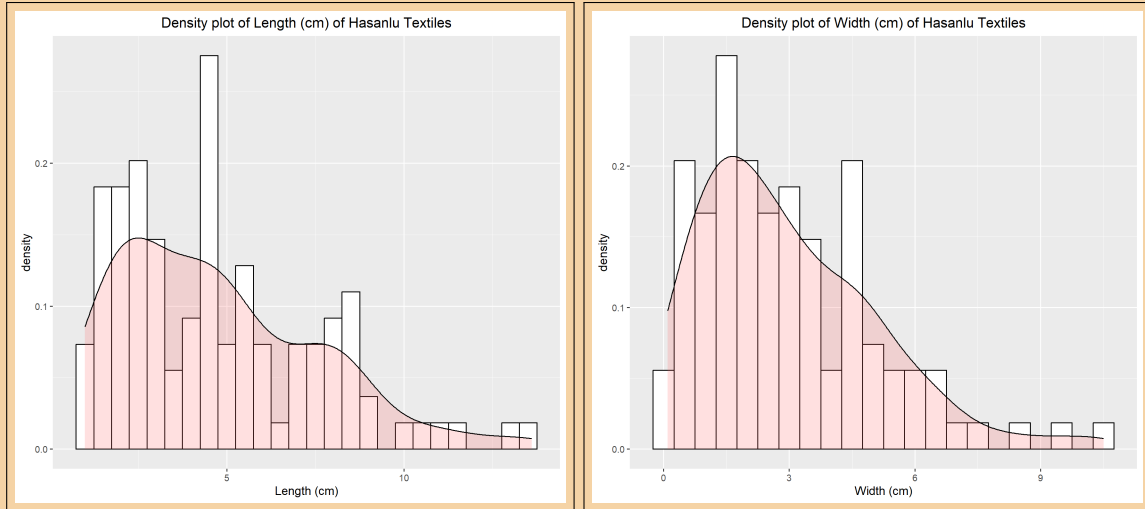 Density plot of Length (cm) of Hasanlu Textiles
density
0.2
0.1
0.0
5 10
Length (cm)
Density plot of Width (cm) of Hasanlu Textiles
density
0.2
0.1
0.0
0 3 6 9
Width (cm)